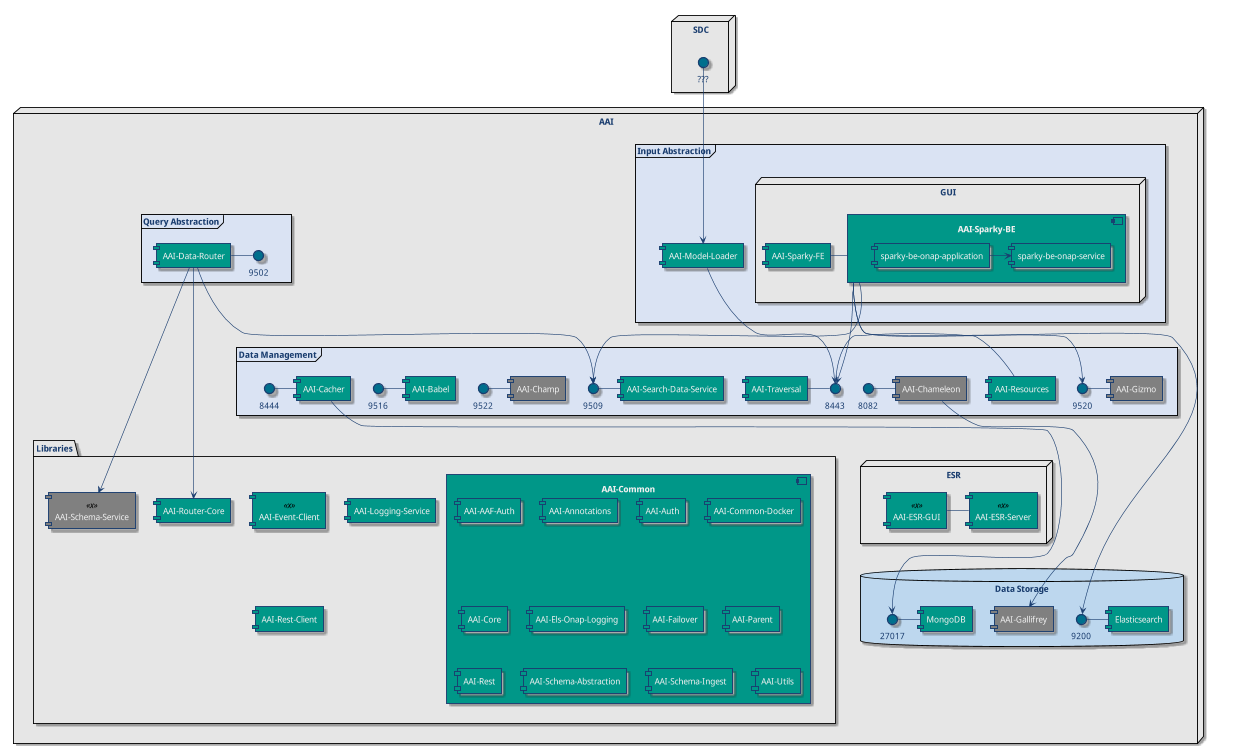 SDC
???
AAI
Input Abstraction
GUI
Query Abstraction
AAI-Sparky-BE
AAI-Data-Router
9502
AAI-Model-Loader
AAI-Sparky-FE
sparky-be-onap-application
sparky-be-onap-service
Data Management
8444
AAI-Cacher
9516
AAI-Babel
9522
AAI-Champ
9509
AAI-Search-Data-Service
AAI-Traversal
8443
8082
AAI-Chameleon
AAI-Resources
9520
AAI-Gizmo
Libraries
«X»
AAI-Schema-Service
AAI-Router-Core
«X»
AAI-Event-Client
AAI-Logging-Service
AAI-Common
AAI-AAF-Auth
AAI-Annotations
AAI-Auth
AAI-Common-Docker
ESR
«X»
AAI-ESR-GUI
«X»
AAI-ESR-Server
AAI-Rest-Client
AAI-Core
AAI-Els-Onap-Logging
AAI-Failover
AAI-Parent
Data Storage
27017
MongoDB
AAI-Gallifrey
9200
Elasticsearch
AAI-Rest
AAI-Schema-Abstraction
AAI-Schema-Ingest
AAI-Utils